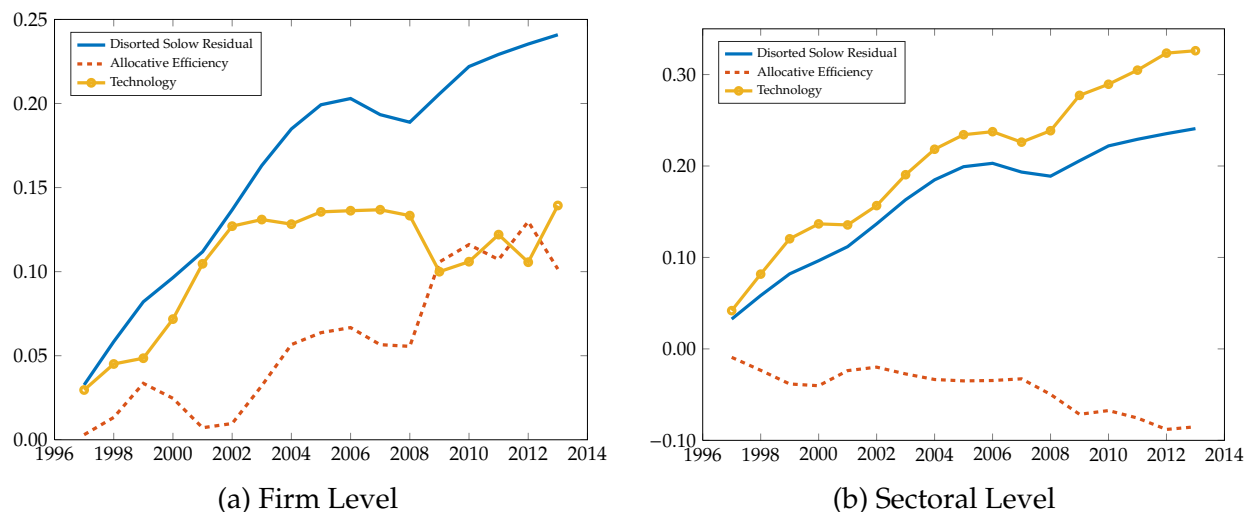 0.25
0.20
0.15
0.10
0.05
0.00
Disorted Solow Residual
Allocative Efficiency
Technology
1996 1998 2000 2002 2004 2006 2008 2010 2012 2014
(a) Firm Level
0.30
0.20
0.10
0.00
−0.10
Disorted Solow Residual
Allocative Efficiency
Technology
1996 1998 2000 2002 2004 2006 2008 2010 2012 2014
(b) Sectoral Level